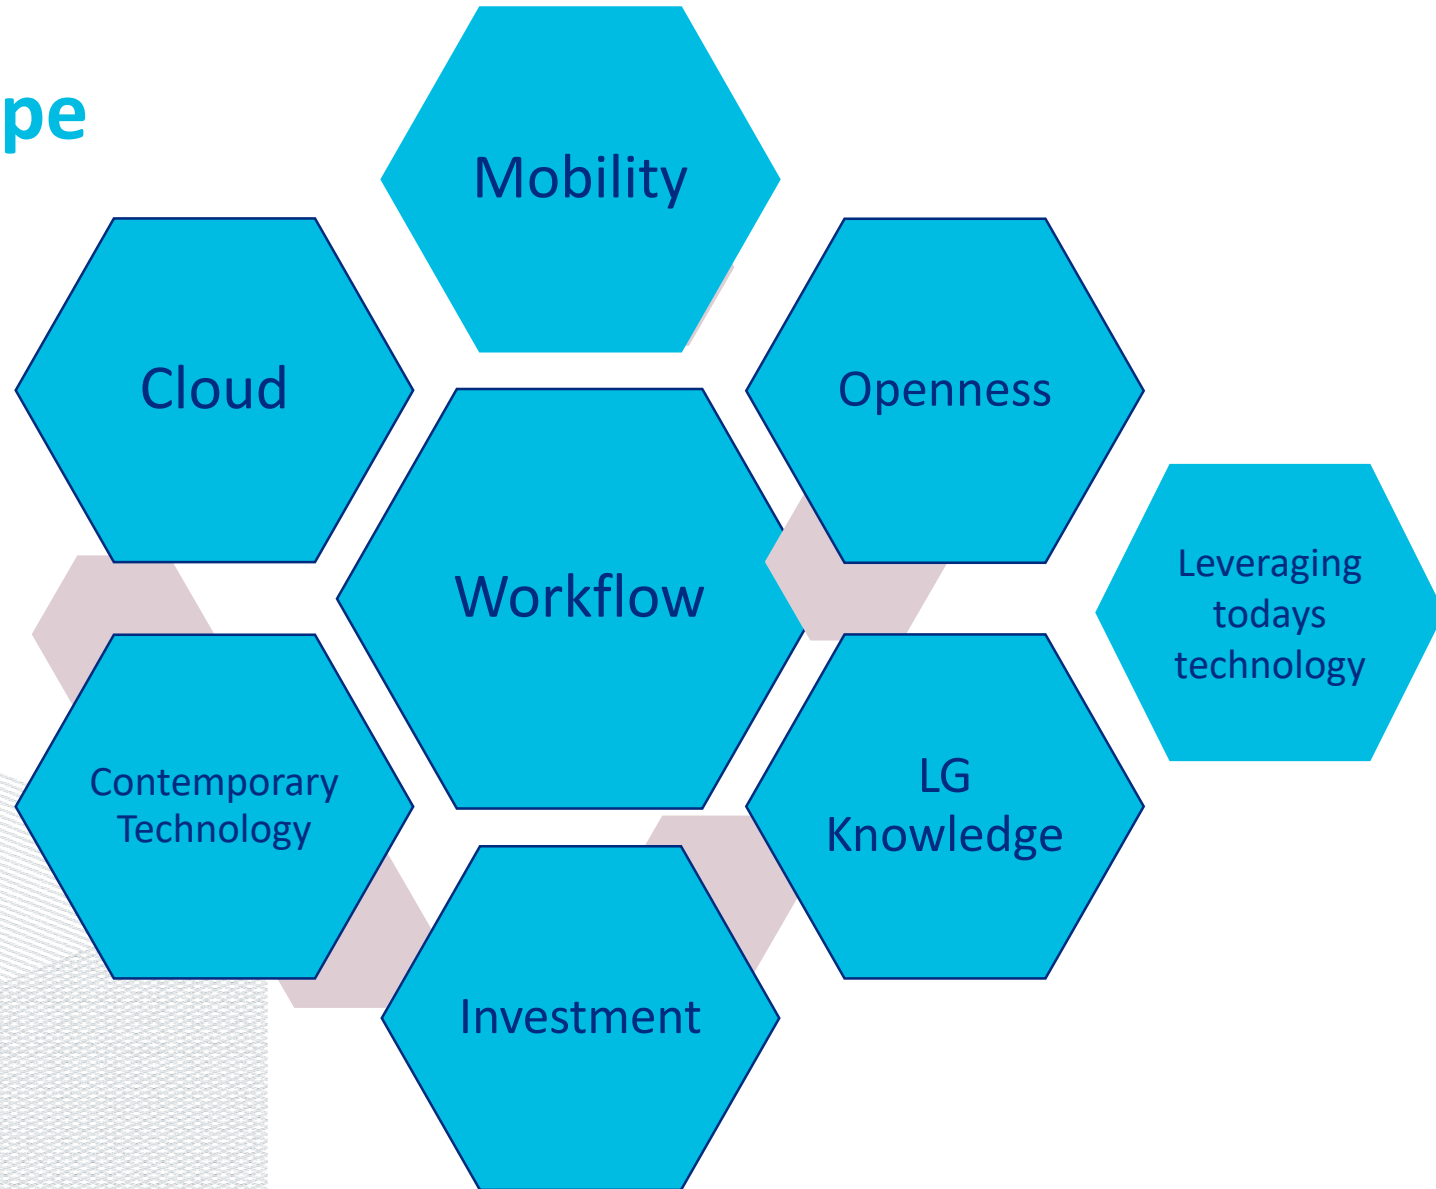 pe
Mobility
Cloud
Openness
Workflow
Leveraging
todays
technology
Contemporary
Technology
LG
Knowledge
Investment